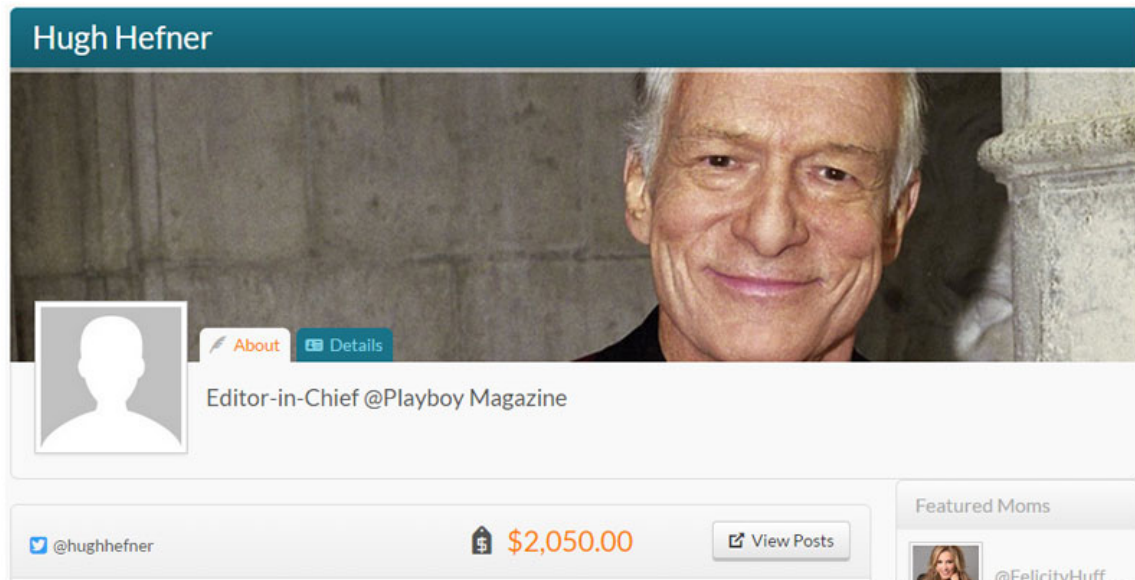 Hugh Hefner
About
Details
Editor-in-Chief @Playboy Magazine
@hughhefner
$2,050.00
View Posts
Featured Moms
@FelicityHuff